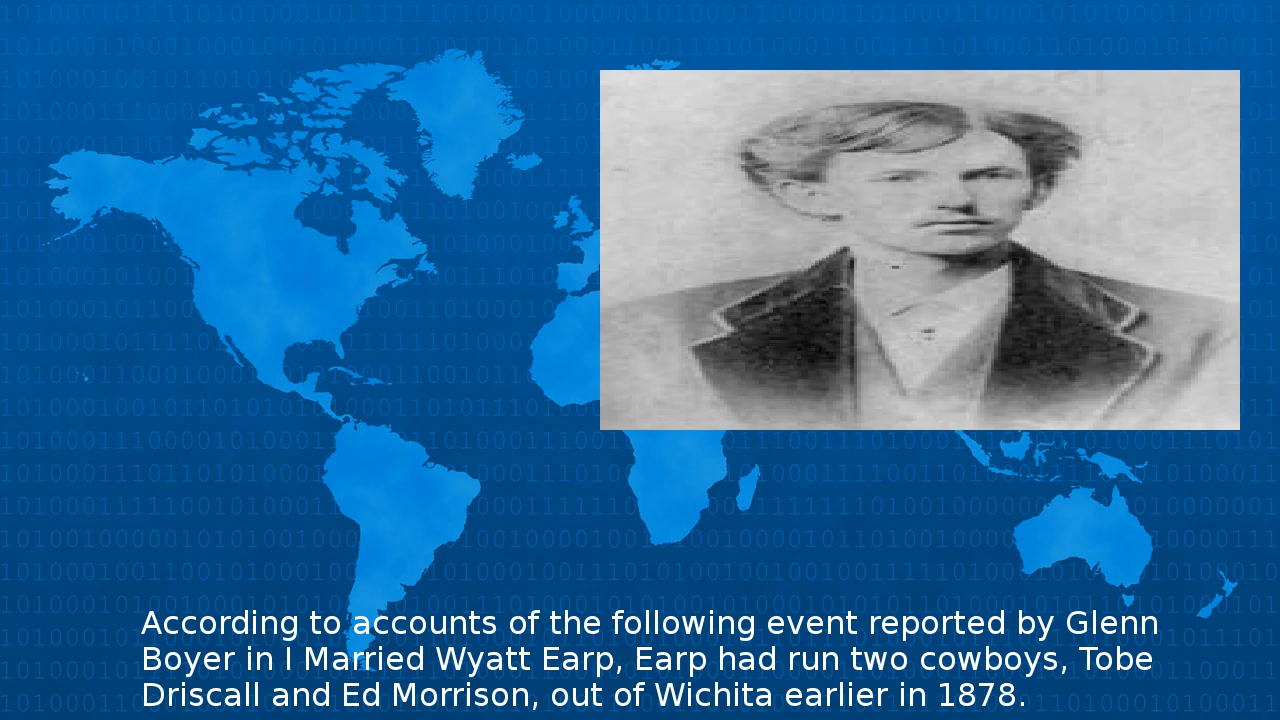 According to accounts of the following event reported by Glenn
Boyer in I Married Wyatt Earp, Earp had run two cowboys, Tobe
Driscall and Ed Morrison, out of Wichita earlier in 1878.